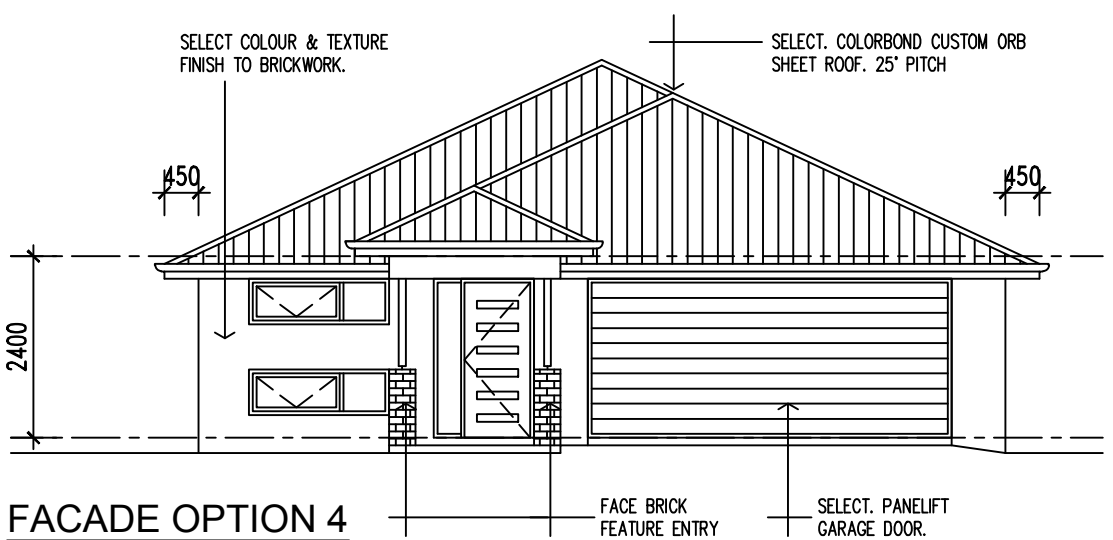 SELECT COLOUR & TEXTURE
FINISH TO BRICKWORK.
SELECT. COLORBOND CUSTOM ORB
SHEET ROOF. 25° PITCH
450
450
2400
FACADE OPTION 4
FACE BRICK
FEATURE ENTRY
SELECT. PANELIFT
GARAGE DOOR.